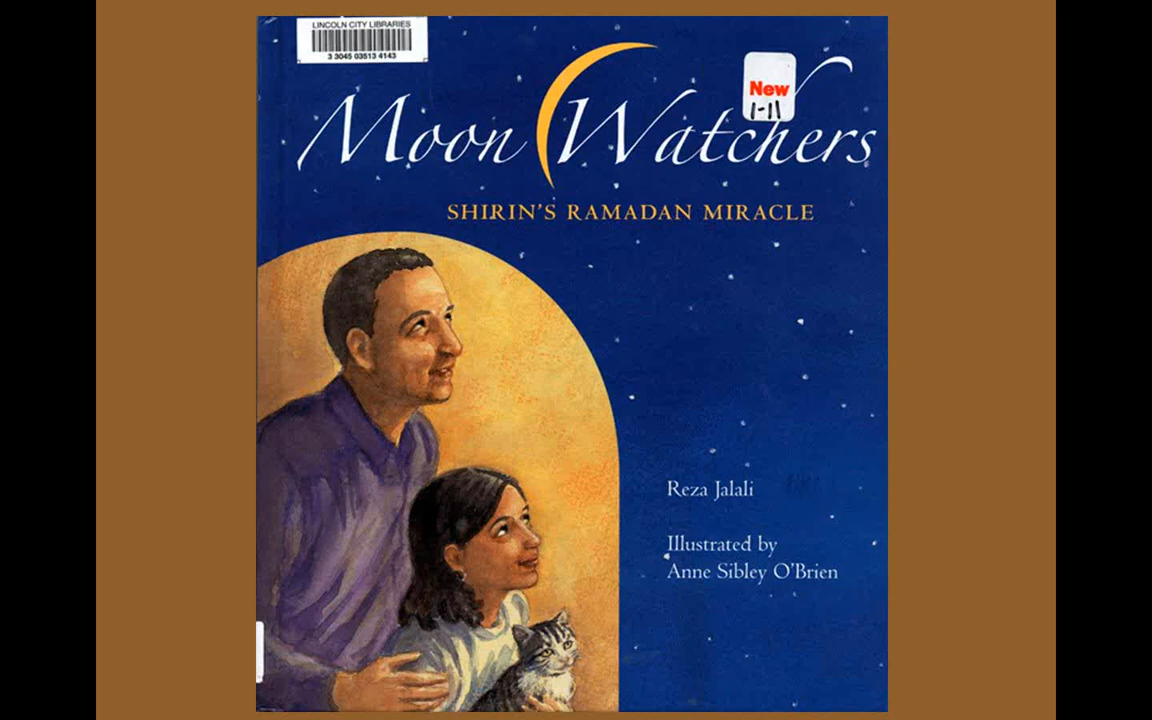 LINCOLN CITY LIBRARIES
3 3045 03513 4143
New
1-11
Moon Watchers
SHIRIN'S RAMADAN MIRACLE
Reza Jalali
Illustrated by
Anne Sibley O'Brien